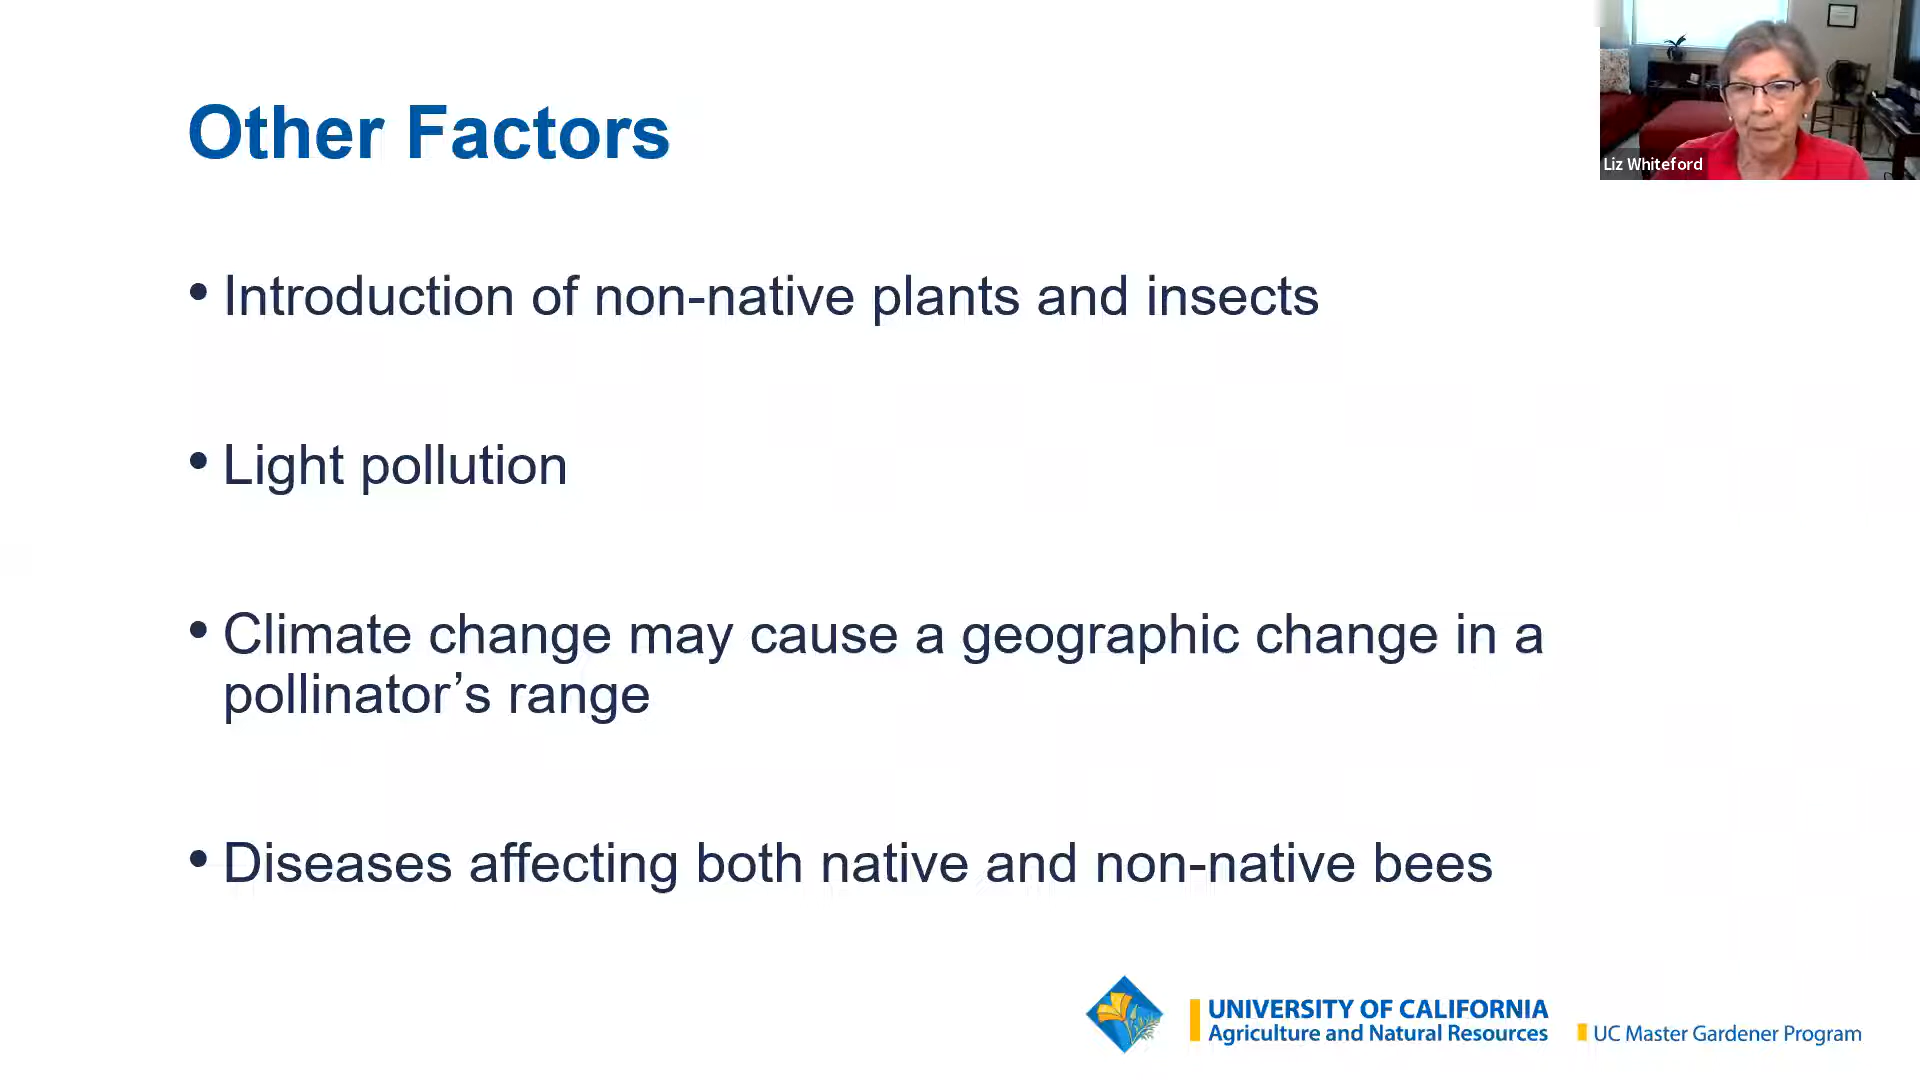 Other Factors
Liz Whiteford
• Introduction of non-native plants and insects
• Light pollution
• Climate change may cause a geographic change in a
pollinator’s range
• Diseases affecting both native and non-native bees
UNIVERSITY OF CALIFORNIA
Agriculture and Natural Resources
UC Master Gardener Program